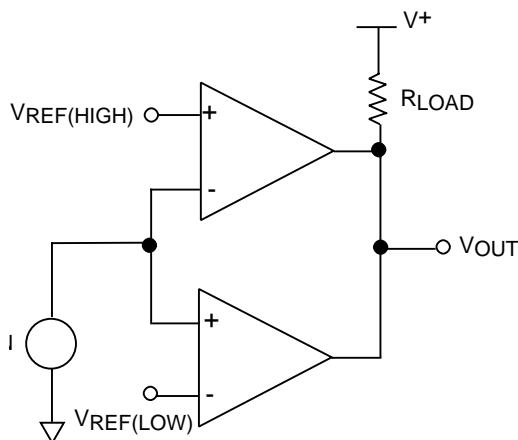 V+
RLOAD
VREF(HIGH)
+
-
VOUT
+
-
VREF(LOW)